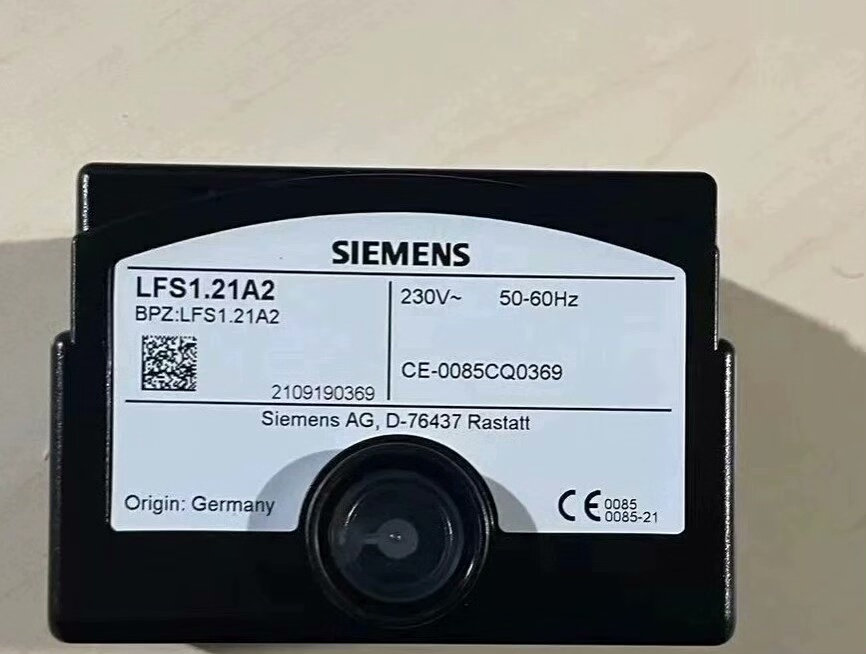 SIEMENS
LFS1.21A2
BPZ:LFS1.21A2
2109190369
230V~ 50-60Hz
CE-0085CQ0369
Siemens AG, D-76437 Rastatt
Origin: Germany
CE 0085
0085-21